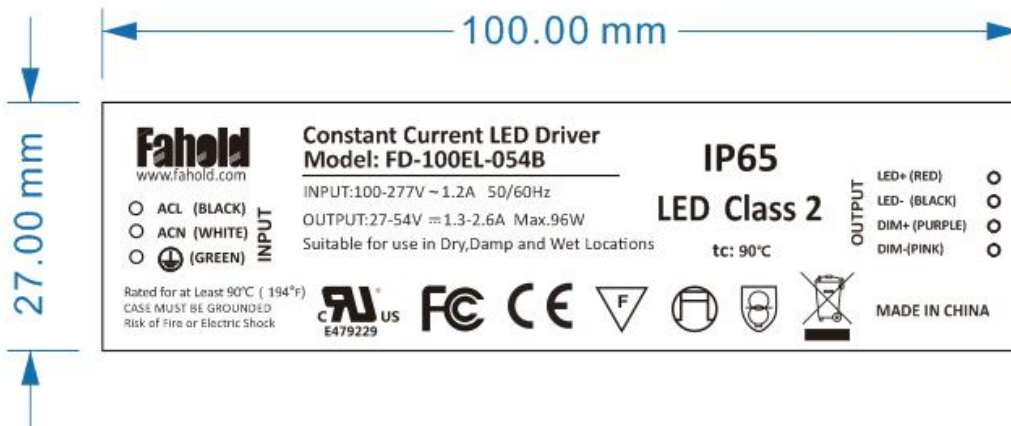 100.00 mm
27.00 mm
Fahold
www.fahold.com
ACL (BLACK)
ACN (WHITE)
(GREEN)
INPUT
Constant Current LED Driver
Model: FD-100EL-054B
INPUT:100-277V ~ 1.2A 50/60Hz
OUTPUT:27-54V ⎓ 1.3-2.6A Max.96W
Suitable for use in Dry,Damp and Wet Locations
IP65
LED Class 2
tc: 90℃
OUTPUT
LED+ (RED)
LED- (BLACK)
DIM+ (PURPLE)
DIM-(PINK)
Rated for at Least 90℃ ( 194°F)
CASE MUST BE GROUNDED
Risk of Fire or Electric Shock
c RU US
®
E479229
FC
CE
F
MADE IN CHINA